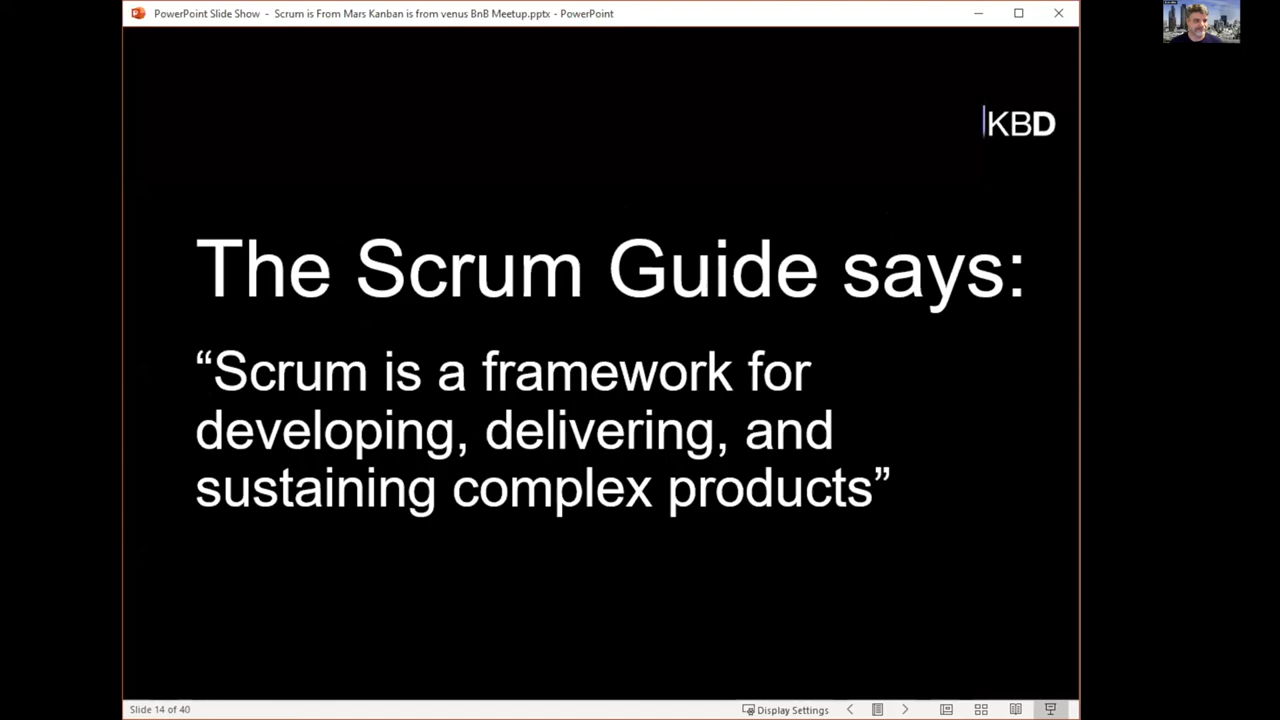 PowerPoint Slide Show - Scrum is From Mars Kanban is from venus BnB Meetup.pptx - PowerPoint
KBD
The Scrum Guide says:
“Scrum is a framework for
developing, delivering, and
sustaining complex products”
Slide 14 of 40
Display Settings